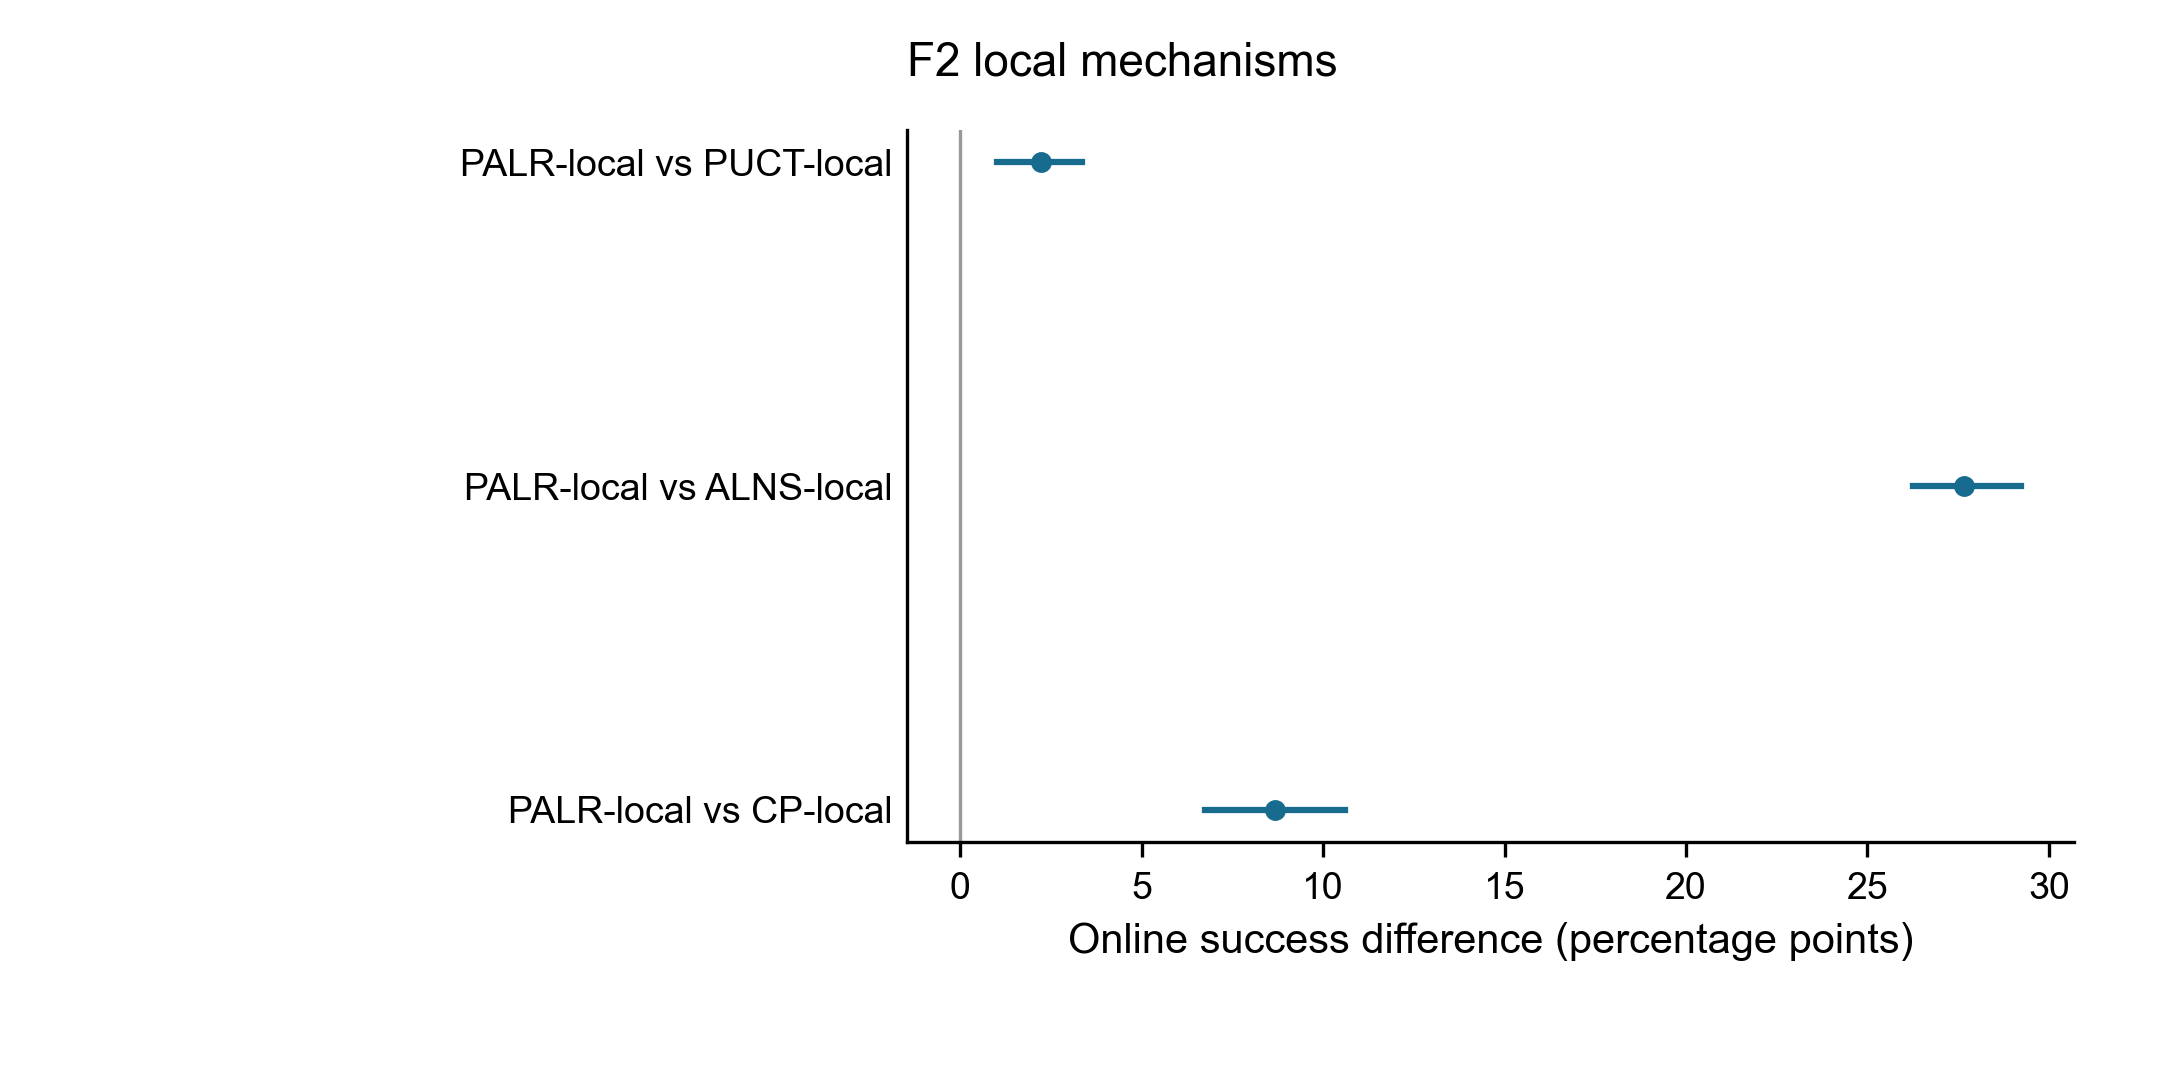 F2 local mechanisms
PALR-local vs PUCT-local
PALR-local vs ALNS-local
PALR-local vs CP-local
0 5 10 15 20 25 30
Online success difference (percentage points)